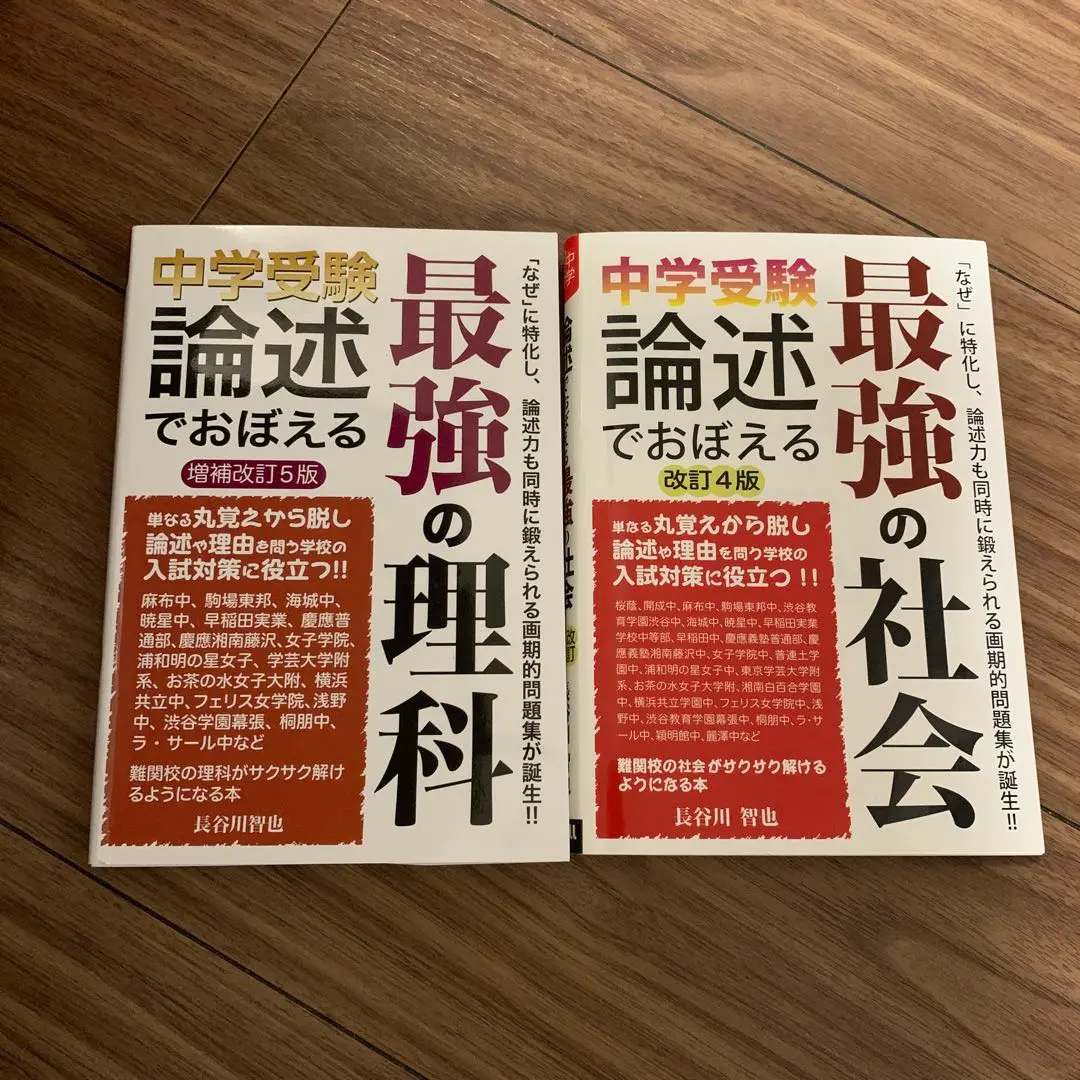 中学受験
論述
でおぼえる
最強の理科
増補改訂5版
「なぜ」に特化し、論述力も同時に鍛えられる画期的問題集が誕生!!
単なる丸覚えから脱し
論述や理由を問う学校の
入試対策に役立つ!!
麻布中、駒場東邦、海城中、
暁星中、早稲田実業、慶應普
通部、慶應湘南藤沢、女子学院、
浦和明の星女子、学芸大学附
系、お茶の水女子大附、横浜
共立中、フェリス女学院、浅野
中、渋谷学園幕張、桐朋中、
ラ・サール中など
難関校の理科がサクサク解け
るようになる本
長谷川智也
中学
中学受験
論述
でおぼえる
最強の社会
改訂4版
「なぜ」に特化し、論述力も同時に鍛えられる画期的問題集が誕生!!
単なる丸覚えから脱し
論述や理由を問う学校の
入試対策に役立つ!!
桜蔭、開成中、麻布中、駒場東邦中、渋谷教
育学園渋谷中、海城中、暁星中、早稲田実業
学校中等部、早稲田中、慶應義塾普通部、慶
應義塾湘南藤沢中、女子学院中、普連土学
園中、浦和明の星女子中、東京学芸大学附
系、お茶の水女子大学附、湘南白百合学園
中、横浜共立学園中、フェリス女学院中、浅
野中、渋谷教育学園幕張中、桐朋中、ラ・サ
ール中、穎明館中、麗澤中など
難関校の社会がサクサク解ける
ようになる本
長谷川 智也